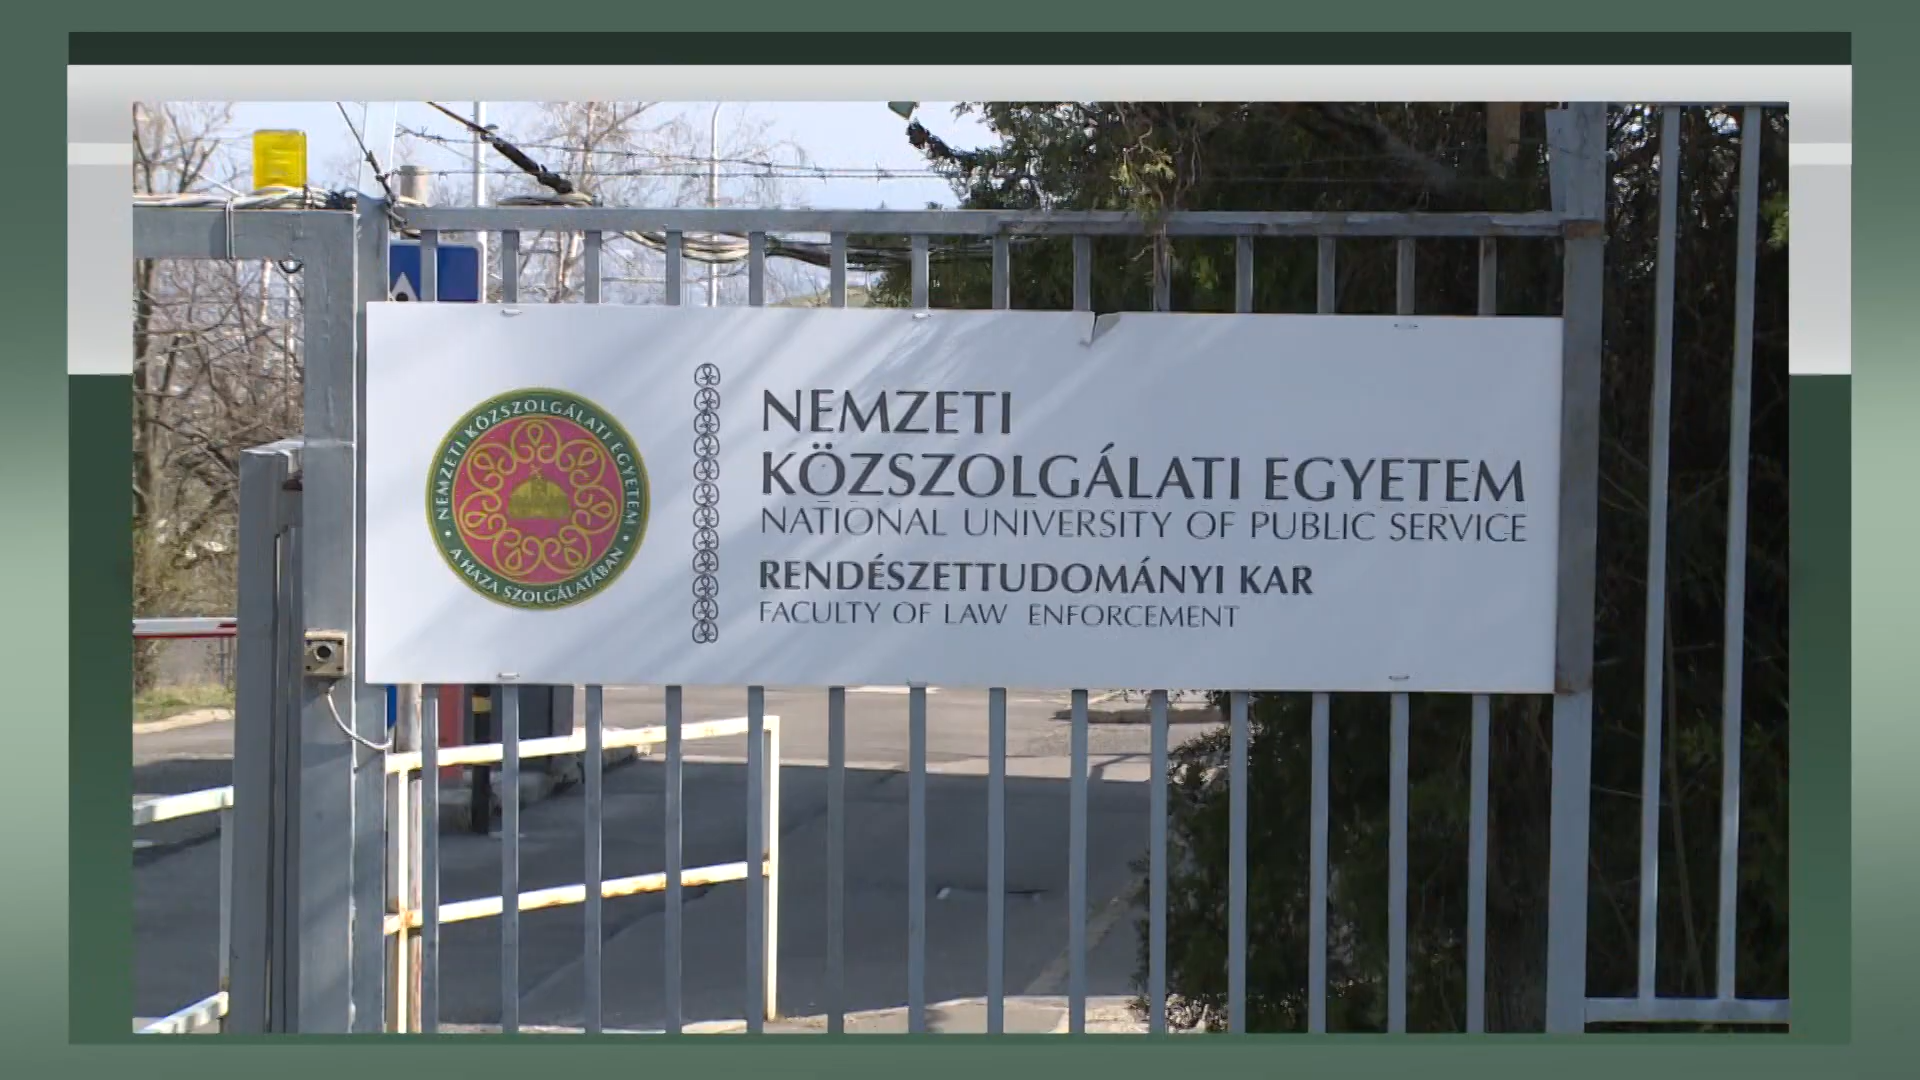 NEMZETI KÖZSZOLGÁLATI EGYETEM
A HAZA SZOLGÁLATÁBAN
NEMZETI
KÖZSZOLGÁLATI EGYETEM
NATIONAL UNIVERSITY OF PUBLIC SERVICE
RENDÉSZETTUDOMÁNYI KAR
FACULTY OF LAW ENFORCEMENT